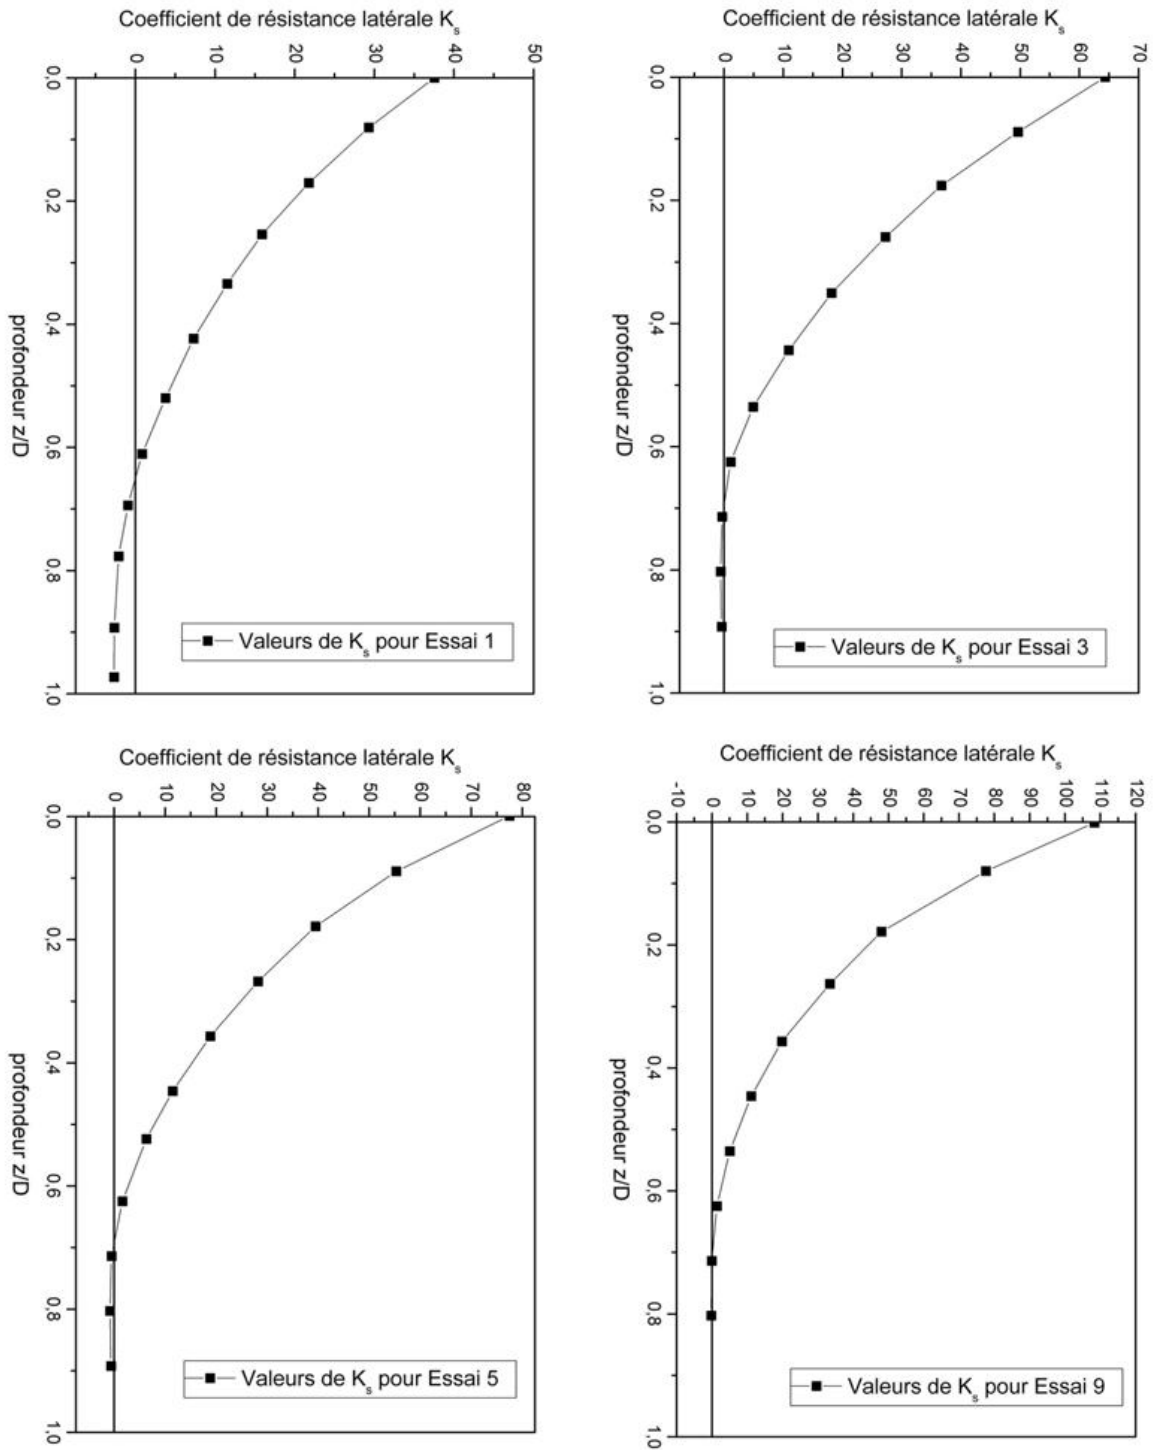 Coefficient de résistance latérale Ks
0 10 20 30 40 50
0,0
0,2
0,4
0,6
0,8
1,0
profondeur z/D
Valeurs de Ks pour Essai 1
Coefficient de résistance latérale Ks
0 10 20 30 40 50 60 70
0,0
0,2
0,4
0,6
0,8
1,0
profondeur z/D
Valeurs de Ks pour Essai 3
Coefficient de résistance latérale Ks
0 10 20 30 40 50 60 70 80
0,0
0,2
0,4
0,6
0,8
1,0
profondeur z/D
Valeurs de Ks pour Essai 5
Coefficient de résistance latérale Ks
-10 0 10 20 30 40 50 60 70 80 90 100 110 120
0,0
0,2
0,4
0,6
0,8
1,0
profondeur z/D
Valeurs de Ks pour Essai 9